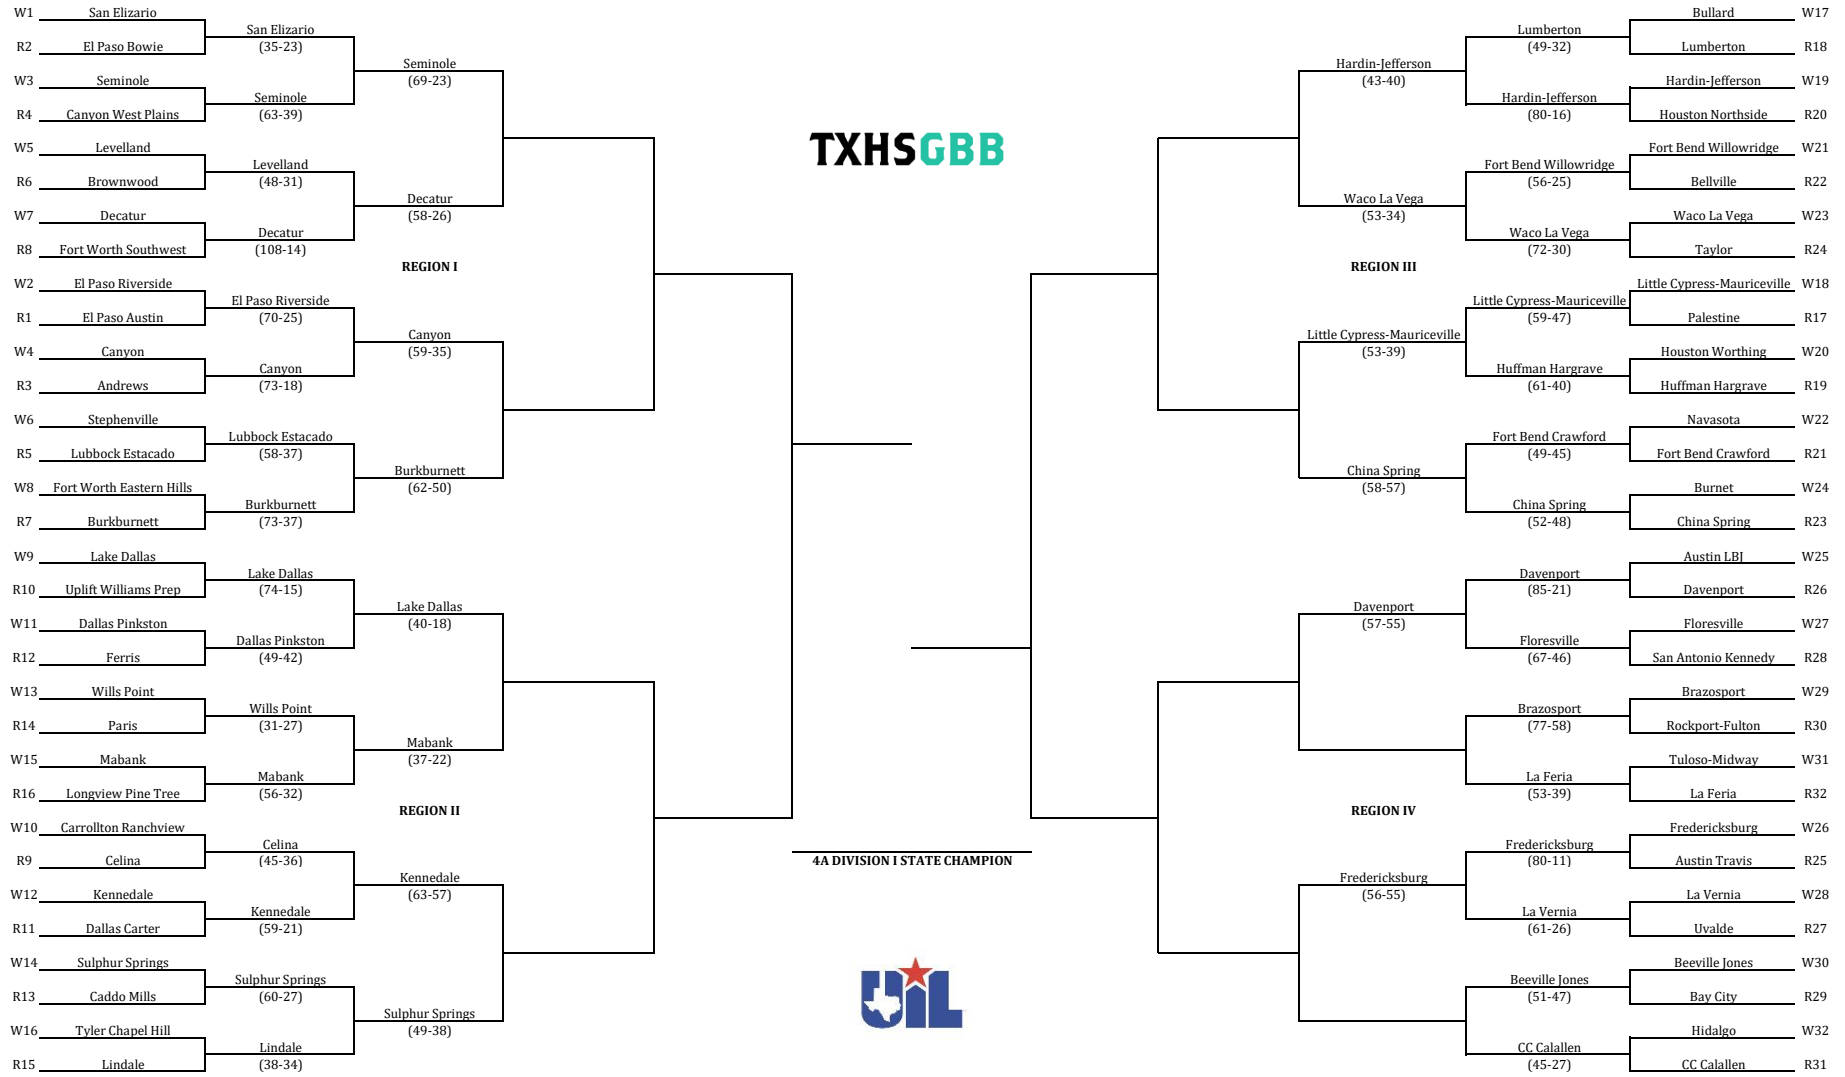 W1 San Elizario
R2 El Paso Bowie
San Elizario
(35-23)
W3 Seminole
R4 Canyon West Plains
Seminole
(63-39)
Seminole
(69-23)
W5 Levelland
R6 Brownwood
Levelland
(48-31)
W7 Decatur
R8 Fort Worth Southwest
Decatur
(108-14)
Decatur
(58-26)
REGION I
W2 El Paso Riverside
R1 El Paso Austin
El Paso Riverside
(70-25)
W4 Canyon
R3 Andrews
Canyon
(73-18)
Canyon
(59-35)
W6 Stephenville
R5 Lubbock Estacado
Lubbock Estacado
(58-37)
W8 Fort Worth Eastern Hills
R7 Burkburnett
Burkburnett
(73-37)
Burkburnett
(62-50)
W9 Lake Dallas
R10 Uplift Williams Prep
Lake Dallas
(74-15)
W11 Dallas Pinkston
R12 Ferris
Dallas Pinkston
(49-42)
Lake Dallas
(40-18)
W13 Wills Point
R14 Paris
Wills Point
(31-27)
W15 Mabank
R16 Longview Pine Tree
Mabank
(56-32)
Mabank
(37-22)
REGION II
W10 Carrollton Ranchview
R9 Celina
Celina
(45-36)
W12 Kennedale
R11 Dallas Carter
Kennedale
(59-21)
Kennedale
(63-57)
W14 Sulphur Springs
R13 Caddo Mills
Sulphur Springs
(60-27)
W16 Tyler Chapel Hill
R15 Lindale
Lindale
(38-34)
Sulphur Springs
(49-38)
TXHSGBB
4A DIVISION I STATE CHAMPION
UIL
Bullard W17
Lumberton R18
Lumberton
(49-32)
Hardin-Jefferson W19
Houston Northside R20
Hardin-Jefferson
(80-16)
Hardin-Jefferson
(43-40)
Fort Bend Willowridge W21
Bellville R22
Fort Bend Willowridge
(56-25)
Waco La Vega W23
Taylor R24
Waco La Vega
(72-30)
Waco La Vega
(53-34)
REGION III
Little Cypress-Mauriceville W18
Palestine R17
Little Cypress-Mauriceville
(59-47)
Houston Worthing W20
Huffman Hargrave R19
Huffman Hargrave
(61-40)
Little Cypress-Mauriceville
(53-39)
Navasota W22
Fort Bend Crawford R21
Fort Bend Crawford
(49-45)
Burnet W24
China Spring R23
China Spring
(52-48)
China Spring
(58-57)
Austin LBJ W25
Davenport R26
Davenport
(85-21)
Floresville W27
San Antonio Kennedy R28
Floresville
(67-46)
Davenport
(57-55)
Brazosport W29
Rockport-Fulton R30
Brazosport
(77-58)
Tuloso-Midway W31
La Feria R32
La Feria
(53-39)
REGION IV
Fredericksburg W26
Austin Travis R25
Fredericksburg
(80-11)
La Vernia W28
Uvalde R27
La Vernia
(61-26)
Fredericksburg
(56-55)
Beeville Jones W30
Bay City R29
Beeville Jones
(51-47)
Hidalgo W32
CC Calallen R31
CC Calallen
(45-27)